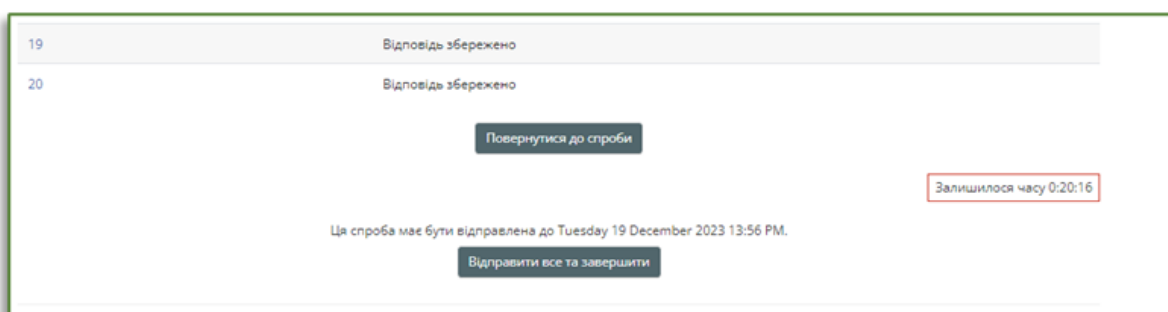 19 Відповідь збережено
20 Відповідь збережено
Повернутися до спроби
Залишилося часу 0:20:16
Ця спроба має бути відправлена до Tuesday 19 December 2023 13:56 PM.
Відправити все та завершити